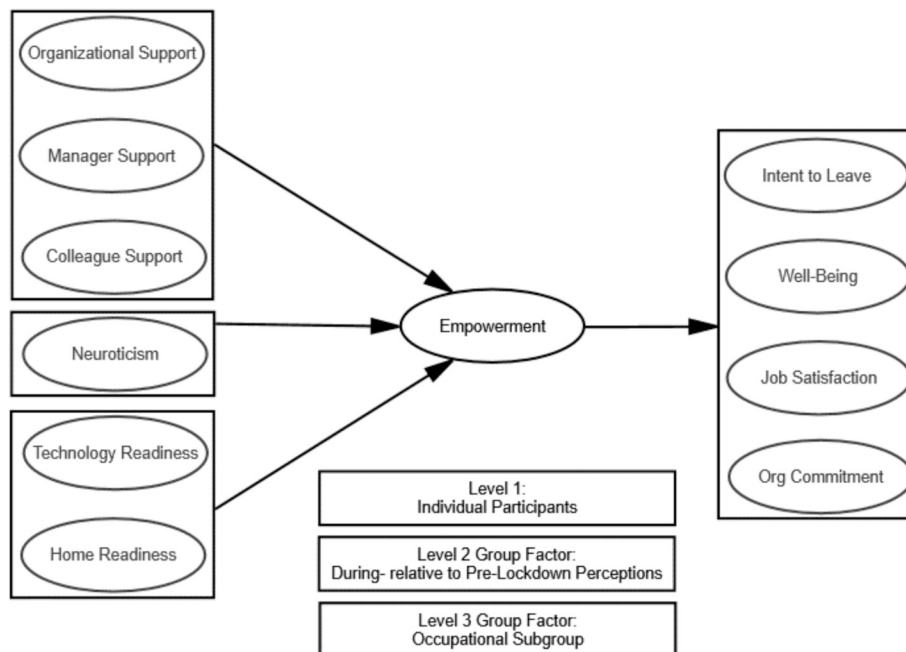 Organizational Support
Manager Support
Colleague Support
Neuroticism
Technology Readiness
Home Readiness
Empowerment
Intent to Leave
Well-Being
Job Satisfaction
Org Commitment
Level 1:
Individual Participants
Level 2 Group Factor:
During- relative to Pre-Lockdown Perceptions
Level 3 Group Factor:
Occupational Subgroup